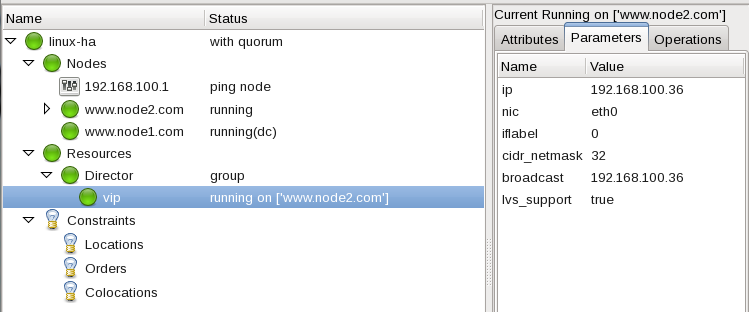 Name Status
linux-ha with quorum
Nodes
192.168.100.1 ping node
www.node2.com running
www.node1.com running(dc)
Resources
Director group
vip running on ['www.node2.com']
Constraints
Locations
Orders
Colocations
Current Running on ['www.node2.com']
Attributes Parameters Operations
Name Value
ip 192.168.100.36
nic eth0
iflabel 0
cidr_netmask 32
broadcast 192.168.100.36
lvs_support true